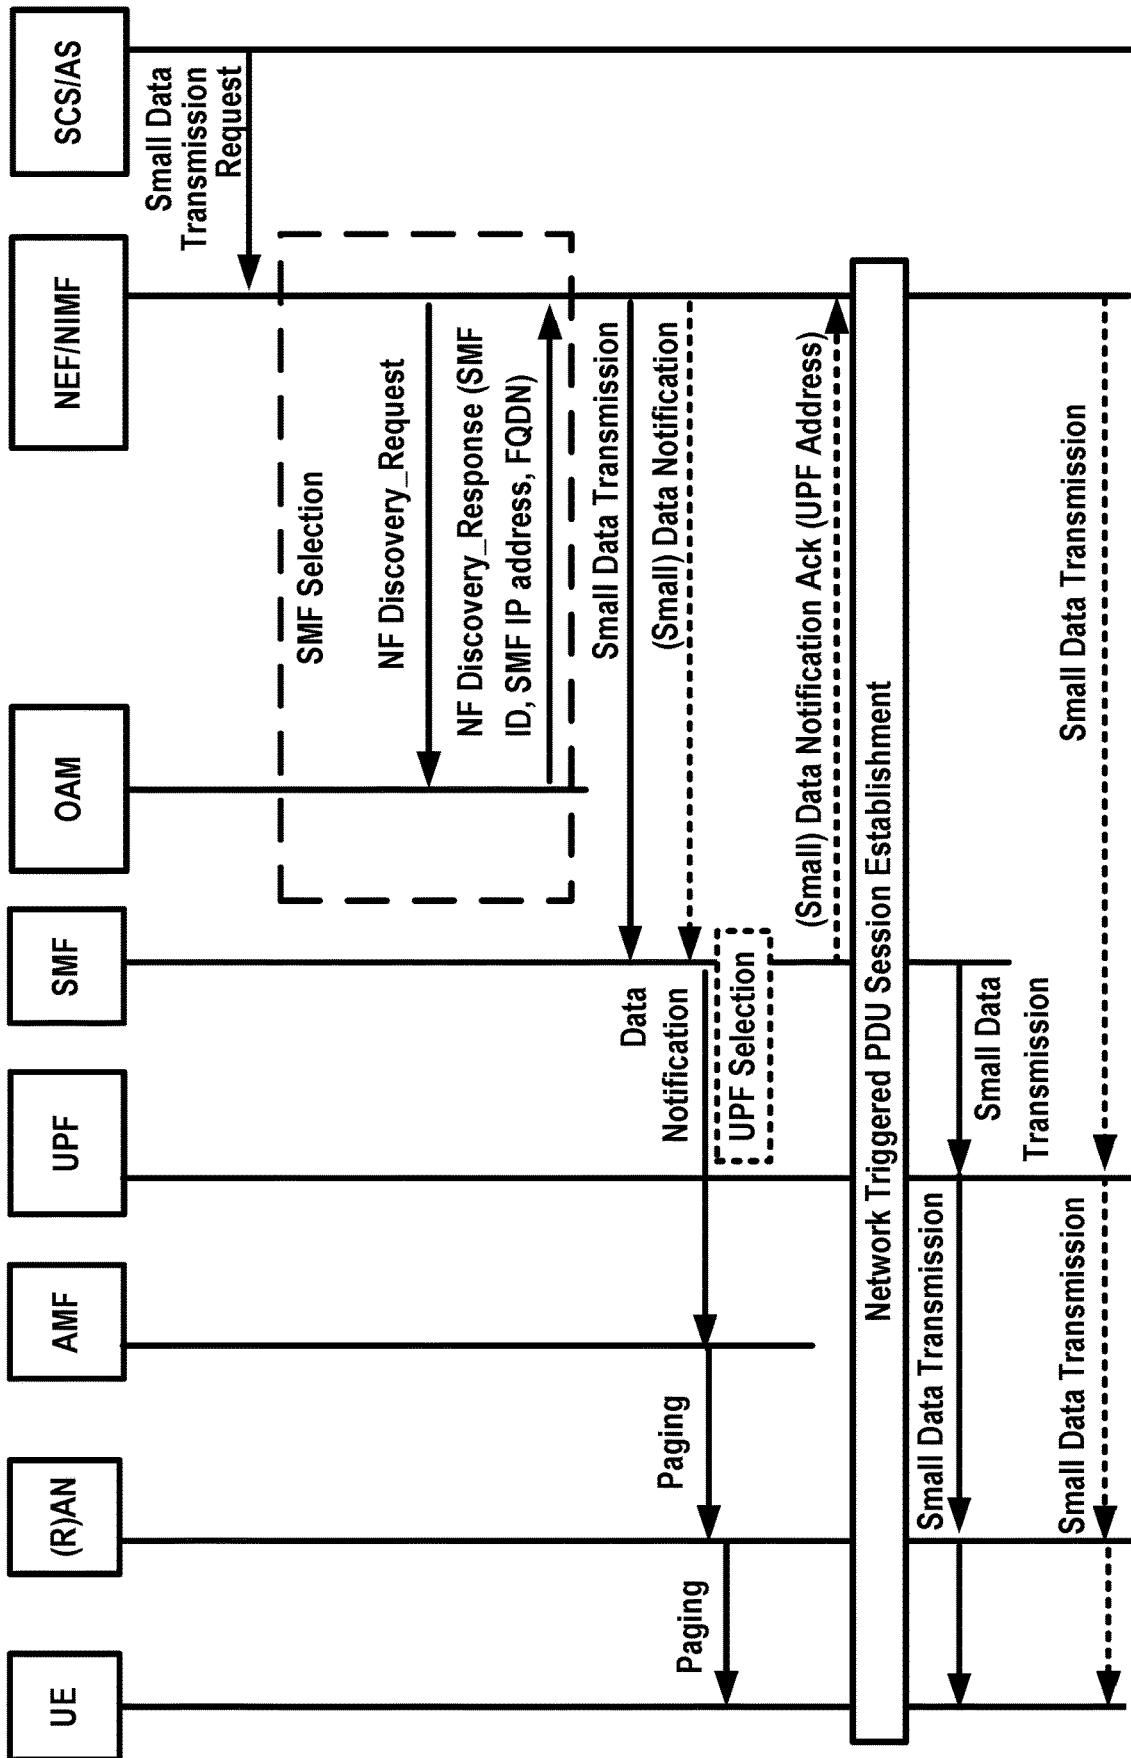 UE
(R)AN
AMF
UPF
SMF
OAM
NEF/NIMF
SCS/AS
Small Data
Transmission
Request
SMF Selection
NF Discovery_Request
NF Discovery_Response (SMF
ID, SMF IP address, FQDN)
Small Data Transmission
(Small) Data Notification
Data
Notification
Paging
Paging
UPF Selection
(Small) Data Notification Ack (UPF Address)
Network Triggered PDU Session Establishment
Small Data Transmission
Small Data
Transmission
Small Data Transmission
Small Data Transmission